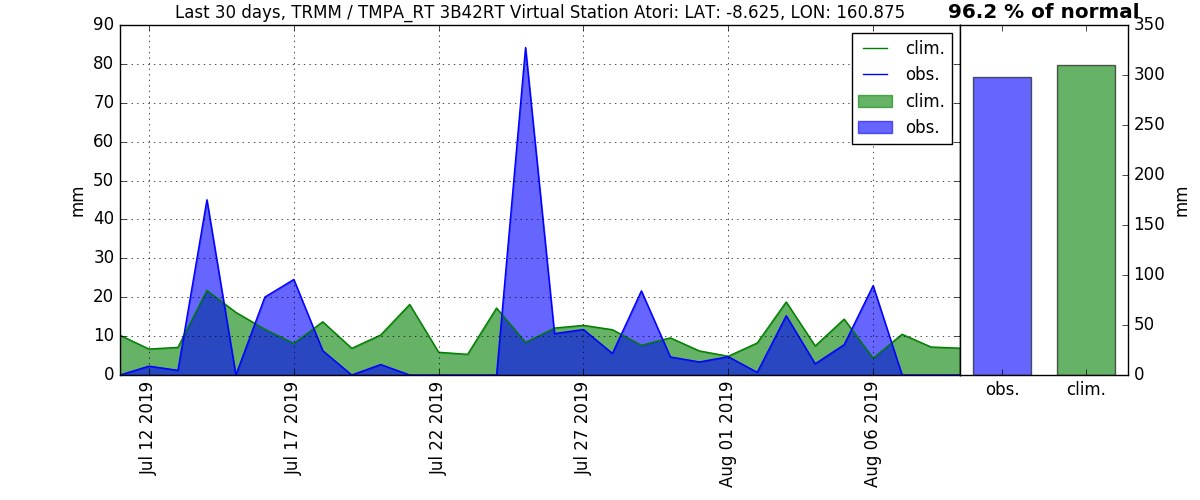 Last 30 days, TRMM / TMPA_RT 3B42RT Virtual Station Atori: LAT: -8.625, LON: 160.875
96.2 % of normal
90
80
70
60
50
40
30
20
10
0
mm
clim.
obs.
clim.
obs.
350
300
250
200
150
100
50
0
mm
obs.
clim.
Jul 12 2019
Jul 17 2019
Jul 22 2019
Jul 27 2019
Aug 01 2019
Aug 06 2019